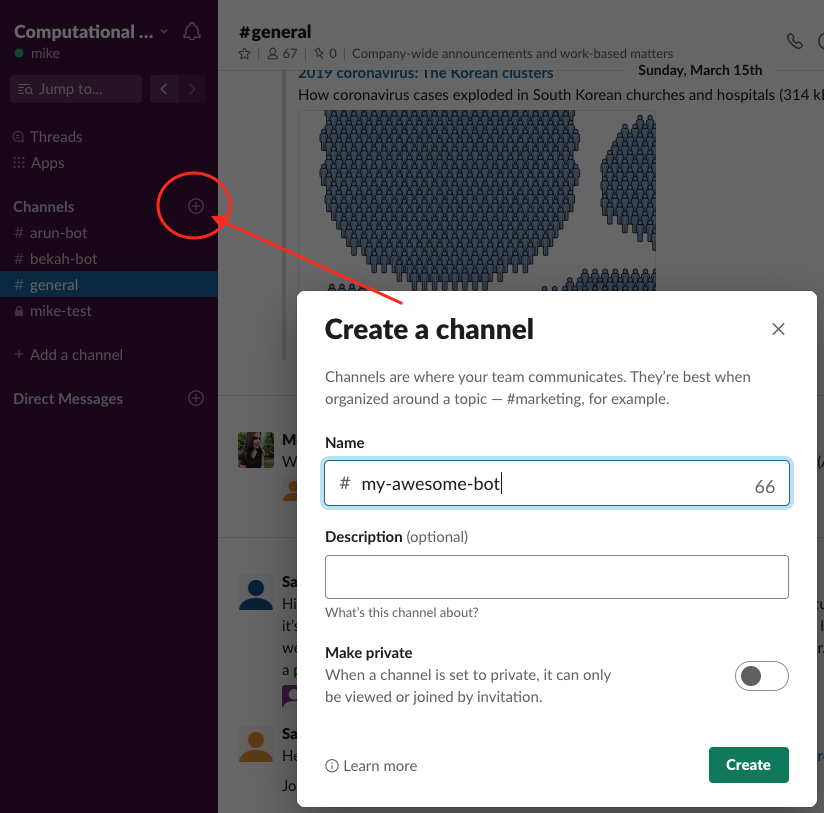 Computational ...
mike
Jump to...
Threads
Apps
Channels
# arun-bot
# bekah-bot
# general
mike-test
+ Add a channel
Direct Messages
#general
67 | 0 | Company-wide announcements and work-based matters
2019 coronavirus: The Korean clusters
Sunday, March 15th
How coronavirus cases exploded in South Korean churches and hospitals (314 k
Create a channel
Channels are where your team communicates. They’re best when
organized around a topic — #marketing, for example.
Name
# my-awesome-bot 66
Description (optional)
What’s this channel about?
Make private
When a channel is set to private, it can only
be viewed or joined by invitation.
Learn more
Create
M
W
Sa
Hi
it’s
we
a p
Sa
He
Jo